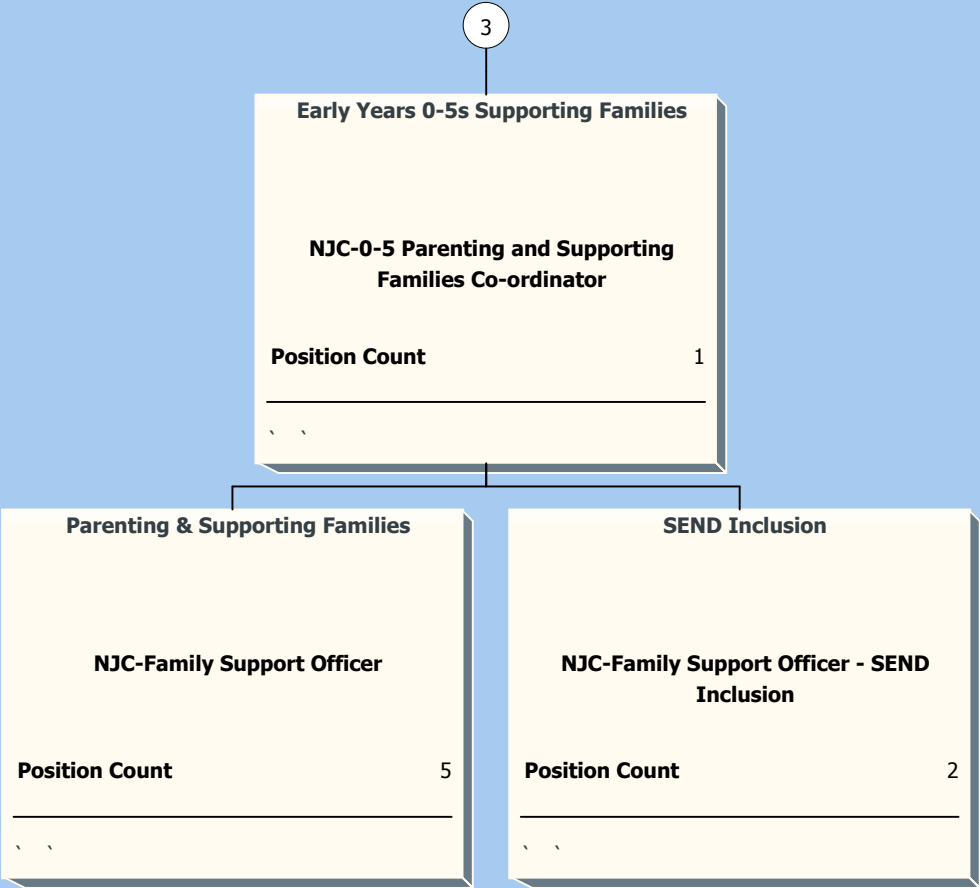 3
Early Years 0-5s Supporting Families
NJC-0-5 Parenting and Supporting
Families Co-ordinator
Position Count 1
` `
Parenting & Supporting Families
NJC-Family Support Officer
Position Count 5
` `
SEND Inclusion
NJC-Family Support Officer - SEND
Inclusion
Position Count 2
` `